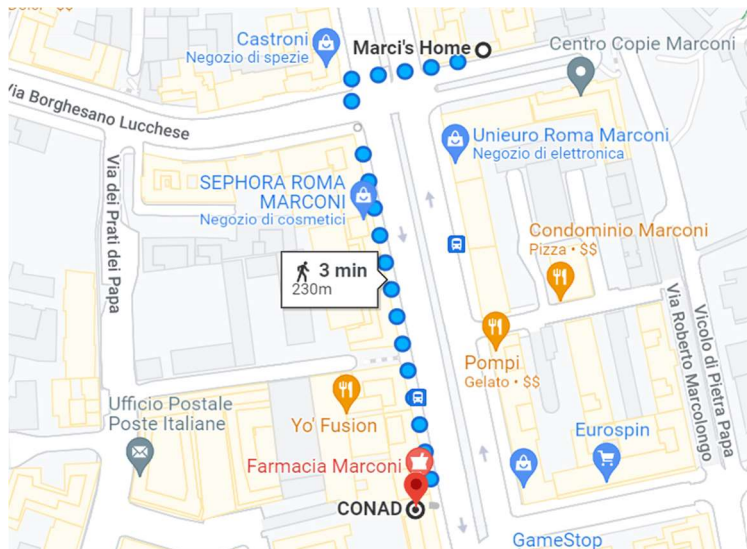 Castroni
Negozio di spezie
Marci's Home
Centro Copie Marconi
Via Borghesano Lucchese
Unieuro Roma Marconi
Negozio di elettronica
Via dei Prati dei Papa
SEPHORA ROMA
MARCONI
Negozio di cosmetici
Condominio Marconi
Pizza • $$
3 min
230m
Via Roberto Marcolongo
Vicolo di Pietra Papa
Pompi
Gelato • $$
Ufficio Postale
Poste Italiane
Yo' Fusion
Eurospin
Farmacia Marconi
CONAD
GameStop